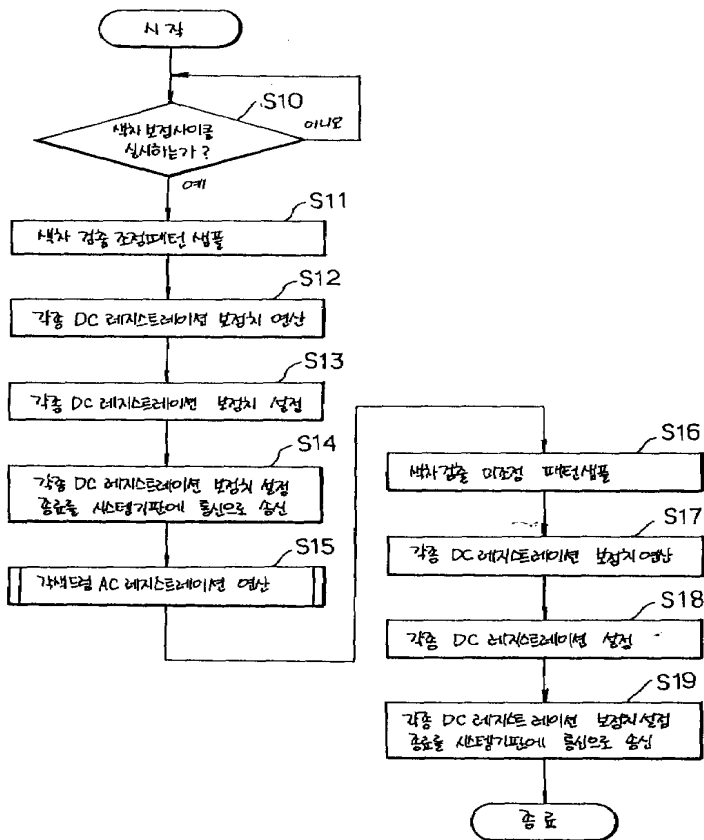 시작
S10
색차 보정사이클
실시하는가?
아니오
예
S11
색차 검출 조정패턴 샘플
S12
각종 DC 레지스트레이션 보정치 연산
S13
각종 DC 레지스트레이션 보정치 설정
S14
각종 DC 레지스트레이션 보정치 설정
종료를 시스템기판에 통신으로 송신
S15
각색드럼 AC 레지스트레이션 연산
S16
색차검출 미조정 패턴샘플
S17
각종 DC 레지스트레이션 보정치 연산
S18
각종 DC 레지스트레이션 설정
S19
각종 DC 레지스트레이션 보정치설정
종료를 시스템기판에 통신으로 송신
종료